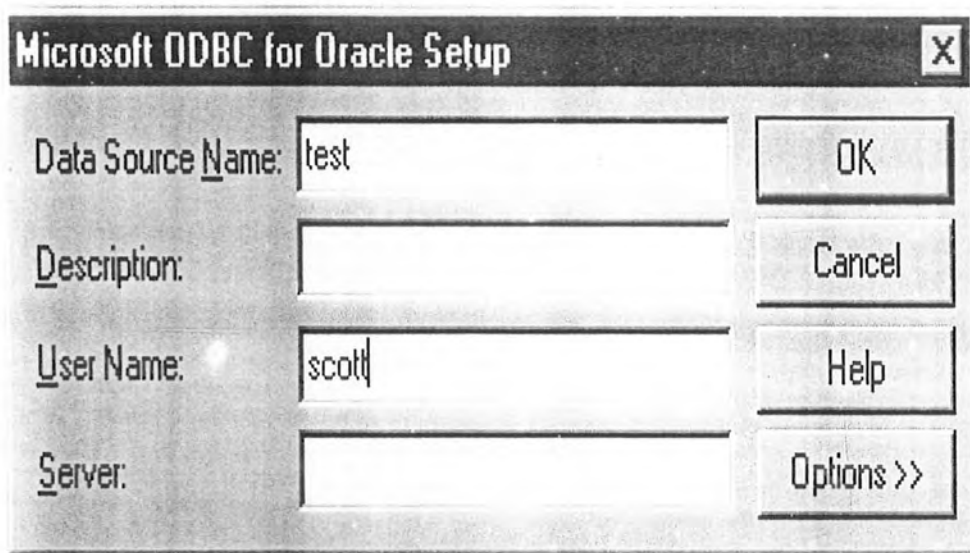 Microsoft ODBC for Oracle Setup X
Data Source Name: test OK
Description: Cancel
User Name: scott Help
Server: Options >>